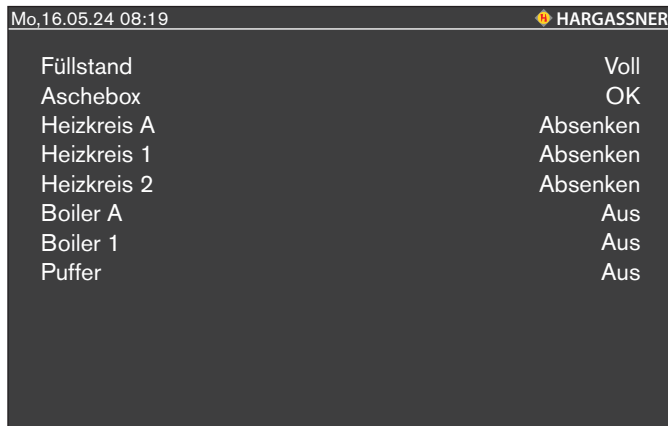 Mo,16.05.24 08:19 HARGASSNER
Füllstand Voll
Aschebox OK
Heizkreis A Absenken
Heizkreis 1 Absenken
Heizkreis 2 Absenken
Boiler A Aus
Boiler 1 Aus
Puffer Aus